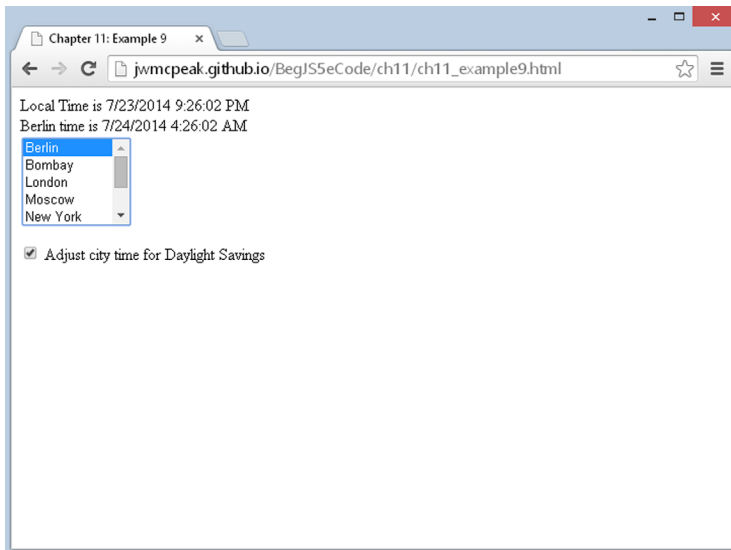 Chapter 11: Example 9
jwmcpeak.github.io/BegJS5eCode/ch11/ch11_example9.html
Local Time is 7/23/2014 9:26:02 PM
Berlin time is 7/24/2014 4:26:02 AM
Berlin
Bombay
London
Moscow
New York
Adjust city time for Daylight Savings